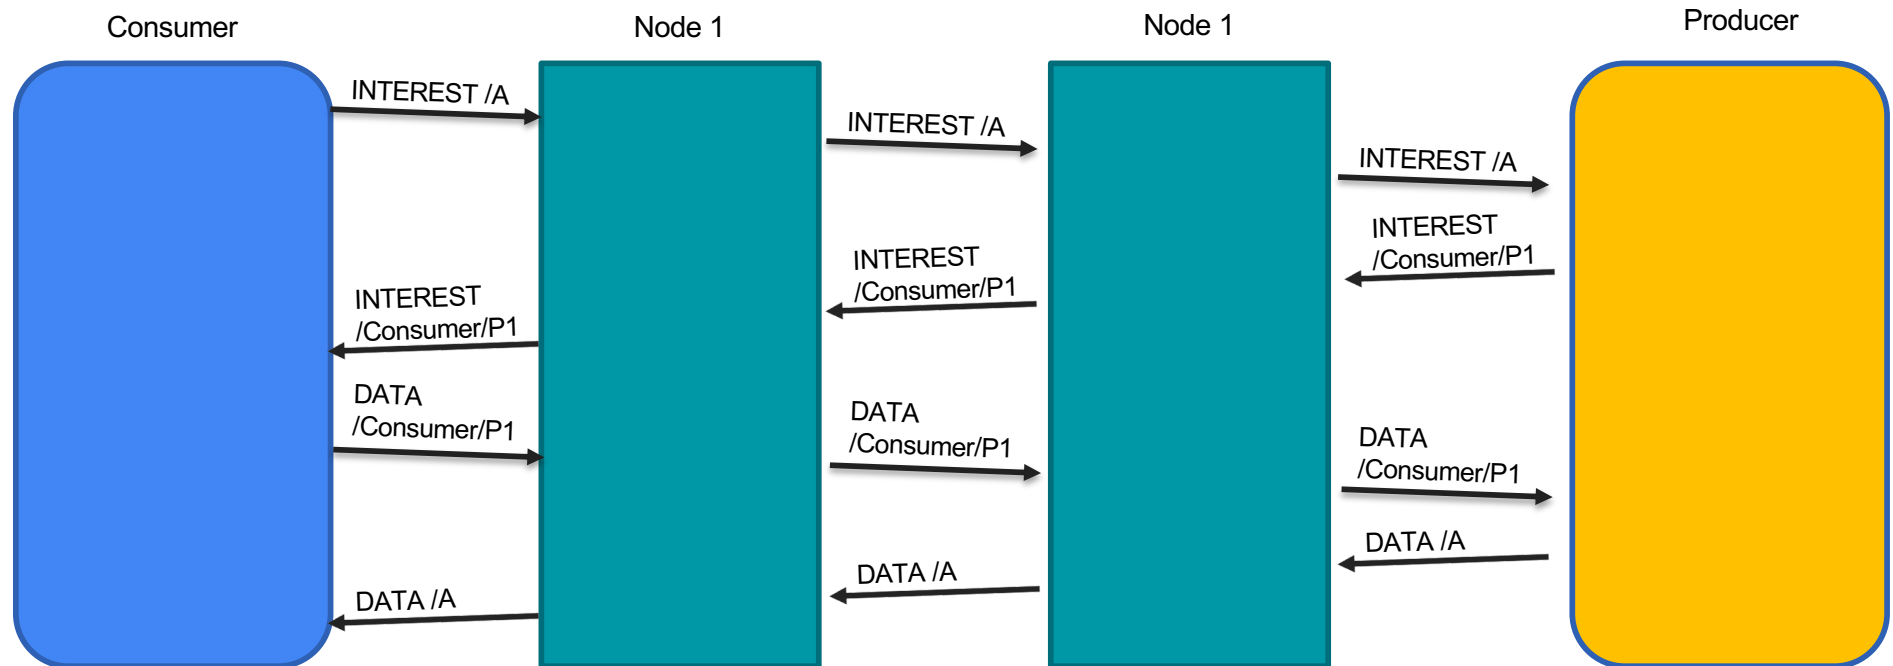 Consumer
Node 1
Node 1
Producer
INTEREST /A
INTEREST /A
INTEREST /A
INTEREST
/Consumer/P1
INTEREST
/Consumer/P1
INTEREST
/Consumer/P1
DATA
/Consumer/P1
DATA
/Consumer/P1
DATA
/Consumer/P1
DATA /A
DATA /A
DATA /A